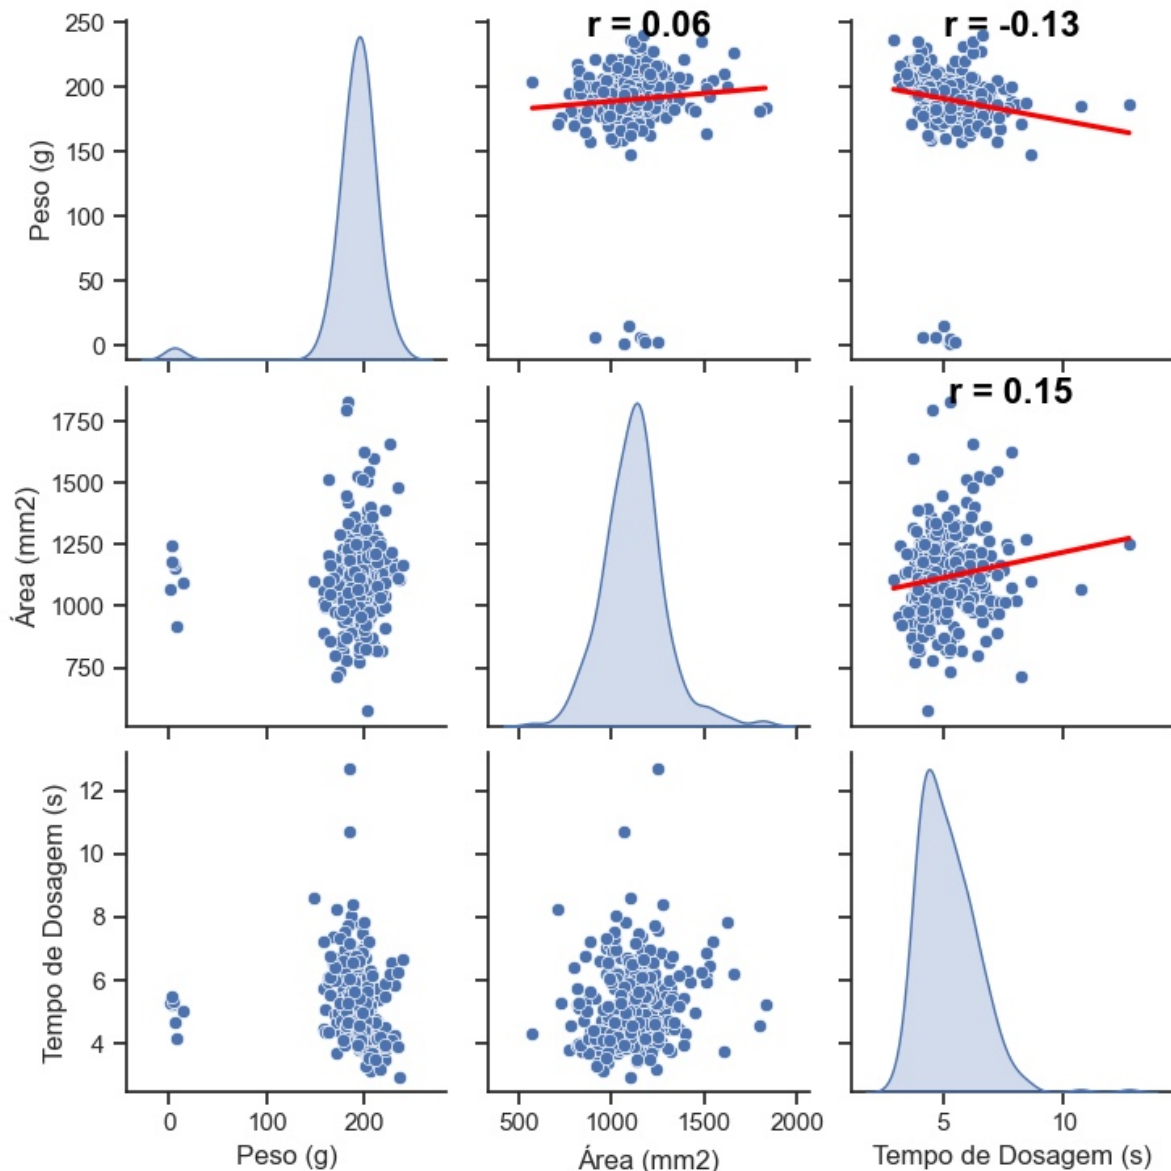 r = 0.06
r = -0.13
250
200
150
100
50
0
Peso (g)
r = 0.15
1750
1500
1250
1000
750
Área (mm2)
12
10
8
6
4
Tempo de Dosagem (s)
0 100 200
500 1000 1500 2000
5 10
Peso (g)
Área (mm2)
Tempo de Dosagem (s)